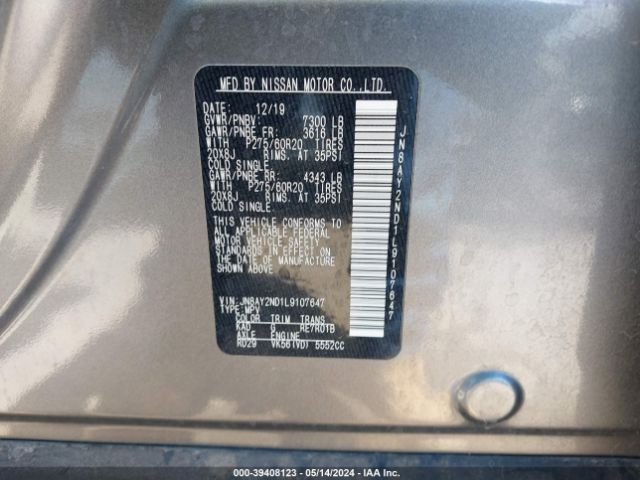 MFD BY NISSAN MOTOR CO.,LTD.
DATE: 12/19
GVWR/PNBV: 7300 LB
GAWR/PNBE FR: 3616 LB
WITH P275/60R20 TIRES
20X8J RIMS. AT 35PSI
COLD SINGLE
GAWR/PNBE RR: 4343 LB
WITH P275/60R20 TIRES
20X8J RIMS. AT 35PSI
COLD SINGLE
THIS VEHICLE CONFORMS TO
ALL APPLICABLE FEDERAL
MOTOR VEHICLE SAFETY
STANDARDS IN EFFECT ON
THE DATE OF MANUFACTURE
SHOWN ABOVE
VIN: JN8AY2ND1L9107647
TYPE: MPV
COLOR TRIM TRANS
KAD G RE7R01B
AXLE ENGINE
RD29 VK56(VD) 5552CC
JN8AY2ND1L9107647
000-39408123 — 05/14/2024 — IAA Inc.